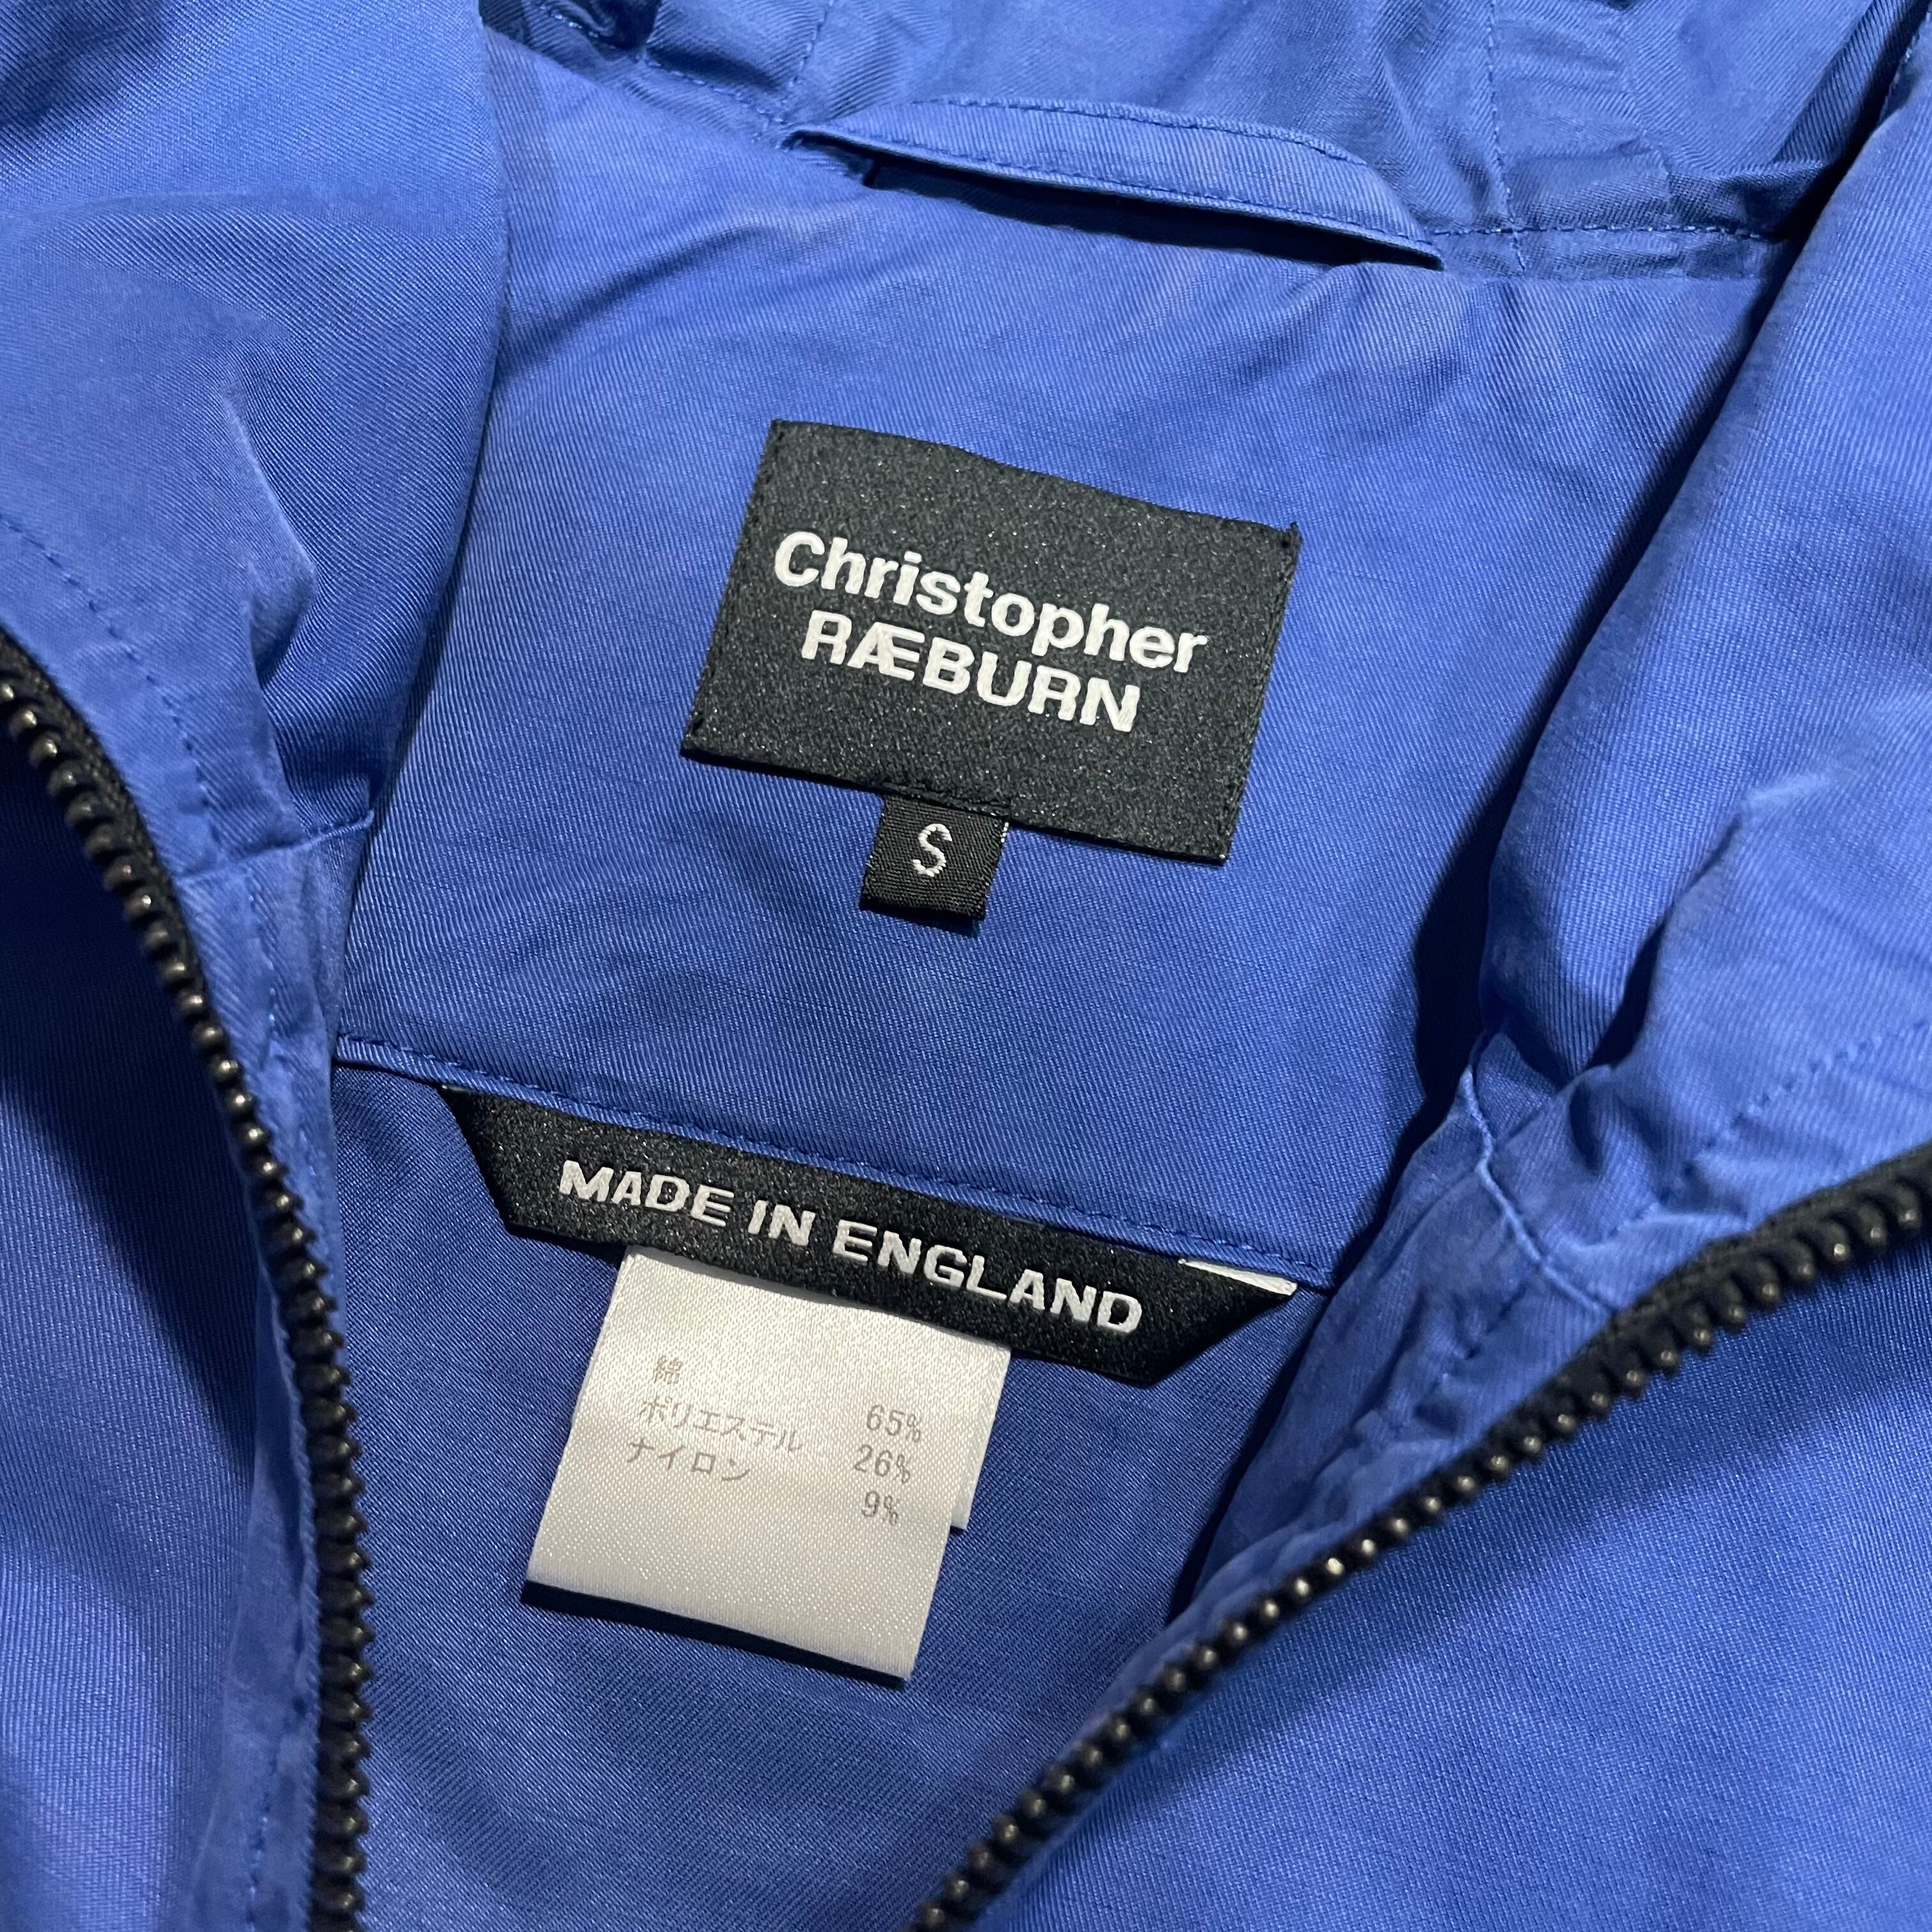 Christopher
RÆBURN
S
MADE IN ENGLAND
綿 65%
ポリエステル 26%
ナイロン 9%